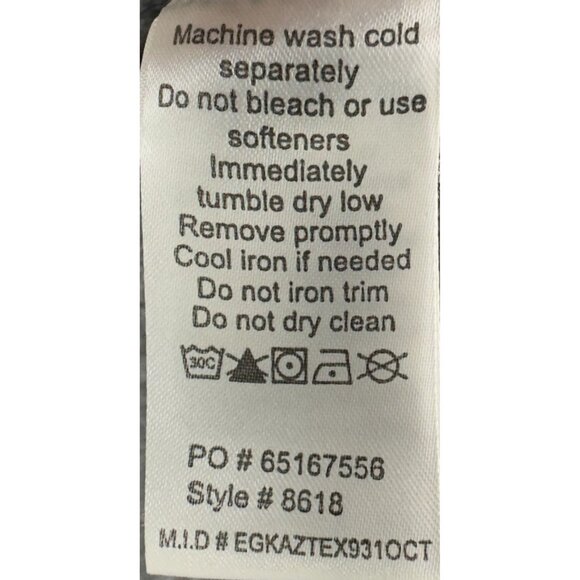 Machine wash cold
separately
Do not bleach or use
softeners
Immediately
tumble dry low
Remove promptly
Cool iron if needed
Do not iron trim
Do not dry clean
30C
PO # 65167556
Style # 8618
M.I.D # EGKAZTEX931OCT